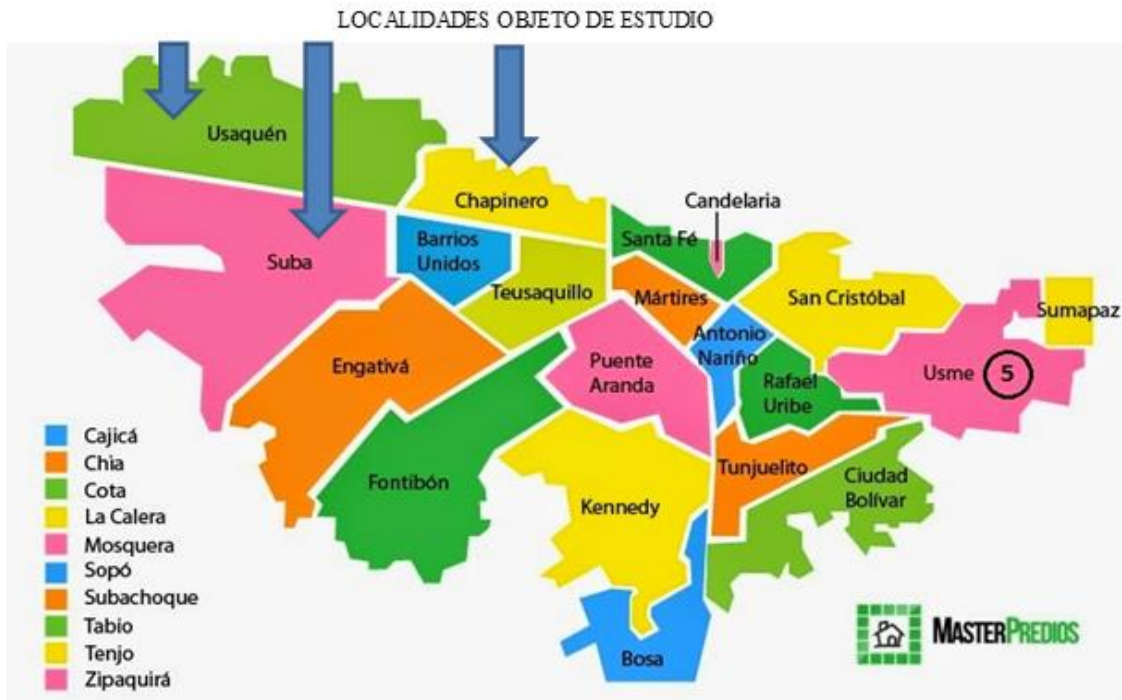 LOCALIDADES OBJETO DE ESTUDIO
Usaquén
Chapinero
Candelaria
Suba
Barrios
Unidos
Santa Fé
Teusaquillo
Mártires
San Cristóbal
Sumapaz
Antonio
Nariño
Engativá
Puente
Aranda
Rafael
Uribe
Usme 5
Fontibón
Kennedy
Tunjuelito
Ciudad
Bolívar
Bosa
Cajicá
Chia
Cota
La Calera
Mosquera
Sopó
Subachoque
Tabio
Tenjo
Zipaquirá
MASTERPREDIOS